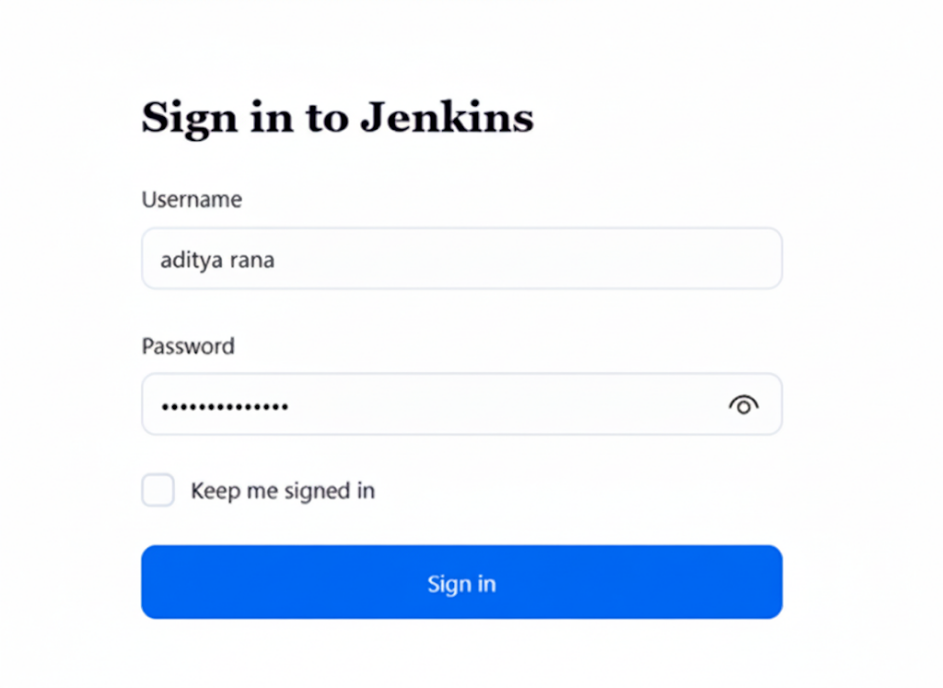 Sign in to Jenkins
Username
aditya rana
Password
••••••••••••••
Keep me signed in
Sign in